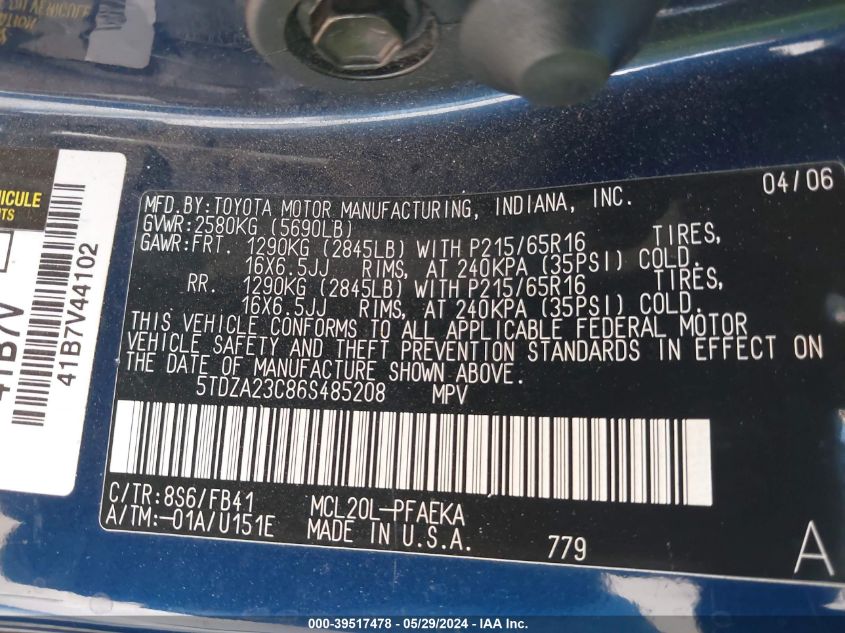 VEHICULE
41B7V
41B7V44102
MFD. BY: TOYOTA MOTOR MANUFACTURING, INDIANA, INC. 04/06
GVWR: 2580KG (5690LB)
GAWR: FRT. 1290KG (2845LB) WITH P215/65R16 TIRES,
16X6.5JJ RIMS, AT 240KPA (35PSI) COLD.
RR. 1290KG (2845LB) WITH P215/65R16 TIRES,
16X6.5JJ RIMS, AT 240KPA (35PSI) COLD.
THIS VEHICLE CONFORMS TO ALL APPLICABLE FEDERAL MOTOR
VEHICLE SAFETY AND THEFT PREVENTION STANDARDS IN EFFECT ON
THE DATE OF MANUFACTURE SHOWN ABOVE.
5TDZA23C86S485208 MPV
C/TR: 8S6/FB41 MCL20L-PFAEKA
A/TM: -01A/U151E MADE IN U.S.A. 779 A
000-39517478 - 05/29/2024 - IAA Inc.